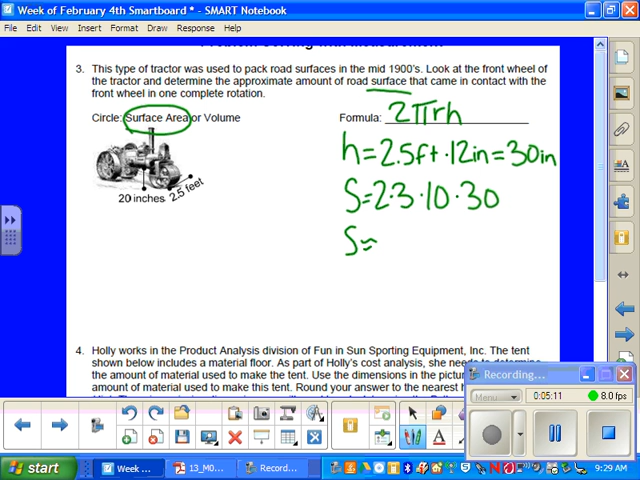 Week of February 4th Smartboard * - SMART Notebook
File Edit View Insert Format Draw Response Help
3. This type of tractor was used to pack road surfaces in the mid 1900's. Look at the front wheel of
the tractor and determine the approximate amount of road surface that came in contact with the
front wheel in one complete rotation.
Circle: Surface Area or Volume
Formula: 2πrh
h=2.5ft·12in=30in
S=2·3·10·30
S≈
20 inches
2.5 feet
4. Holly works in the Product Analysis division of Fun in Sun Sporting Equipment, Inc. The tent
shown below includes a material floor. As part of Holly's cost analysis, she needs to determine
the amount of material used to make the tent. Use the dimensions in the pictur
amount of material used to make this tent. Round your answer to the nearest h
Recording...
Menu
0:05:11
8.0 fps
start
Week ...
13_M0...
Recordi...
9:29 AM